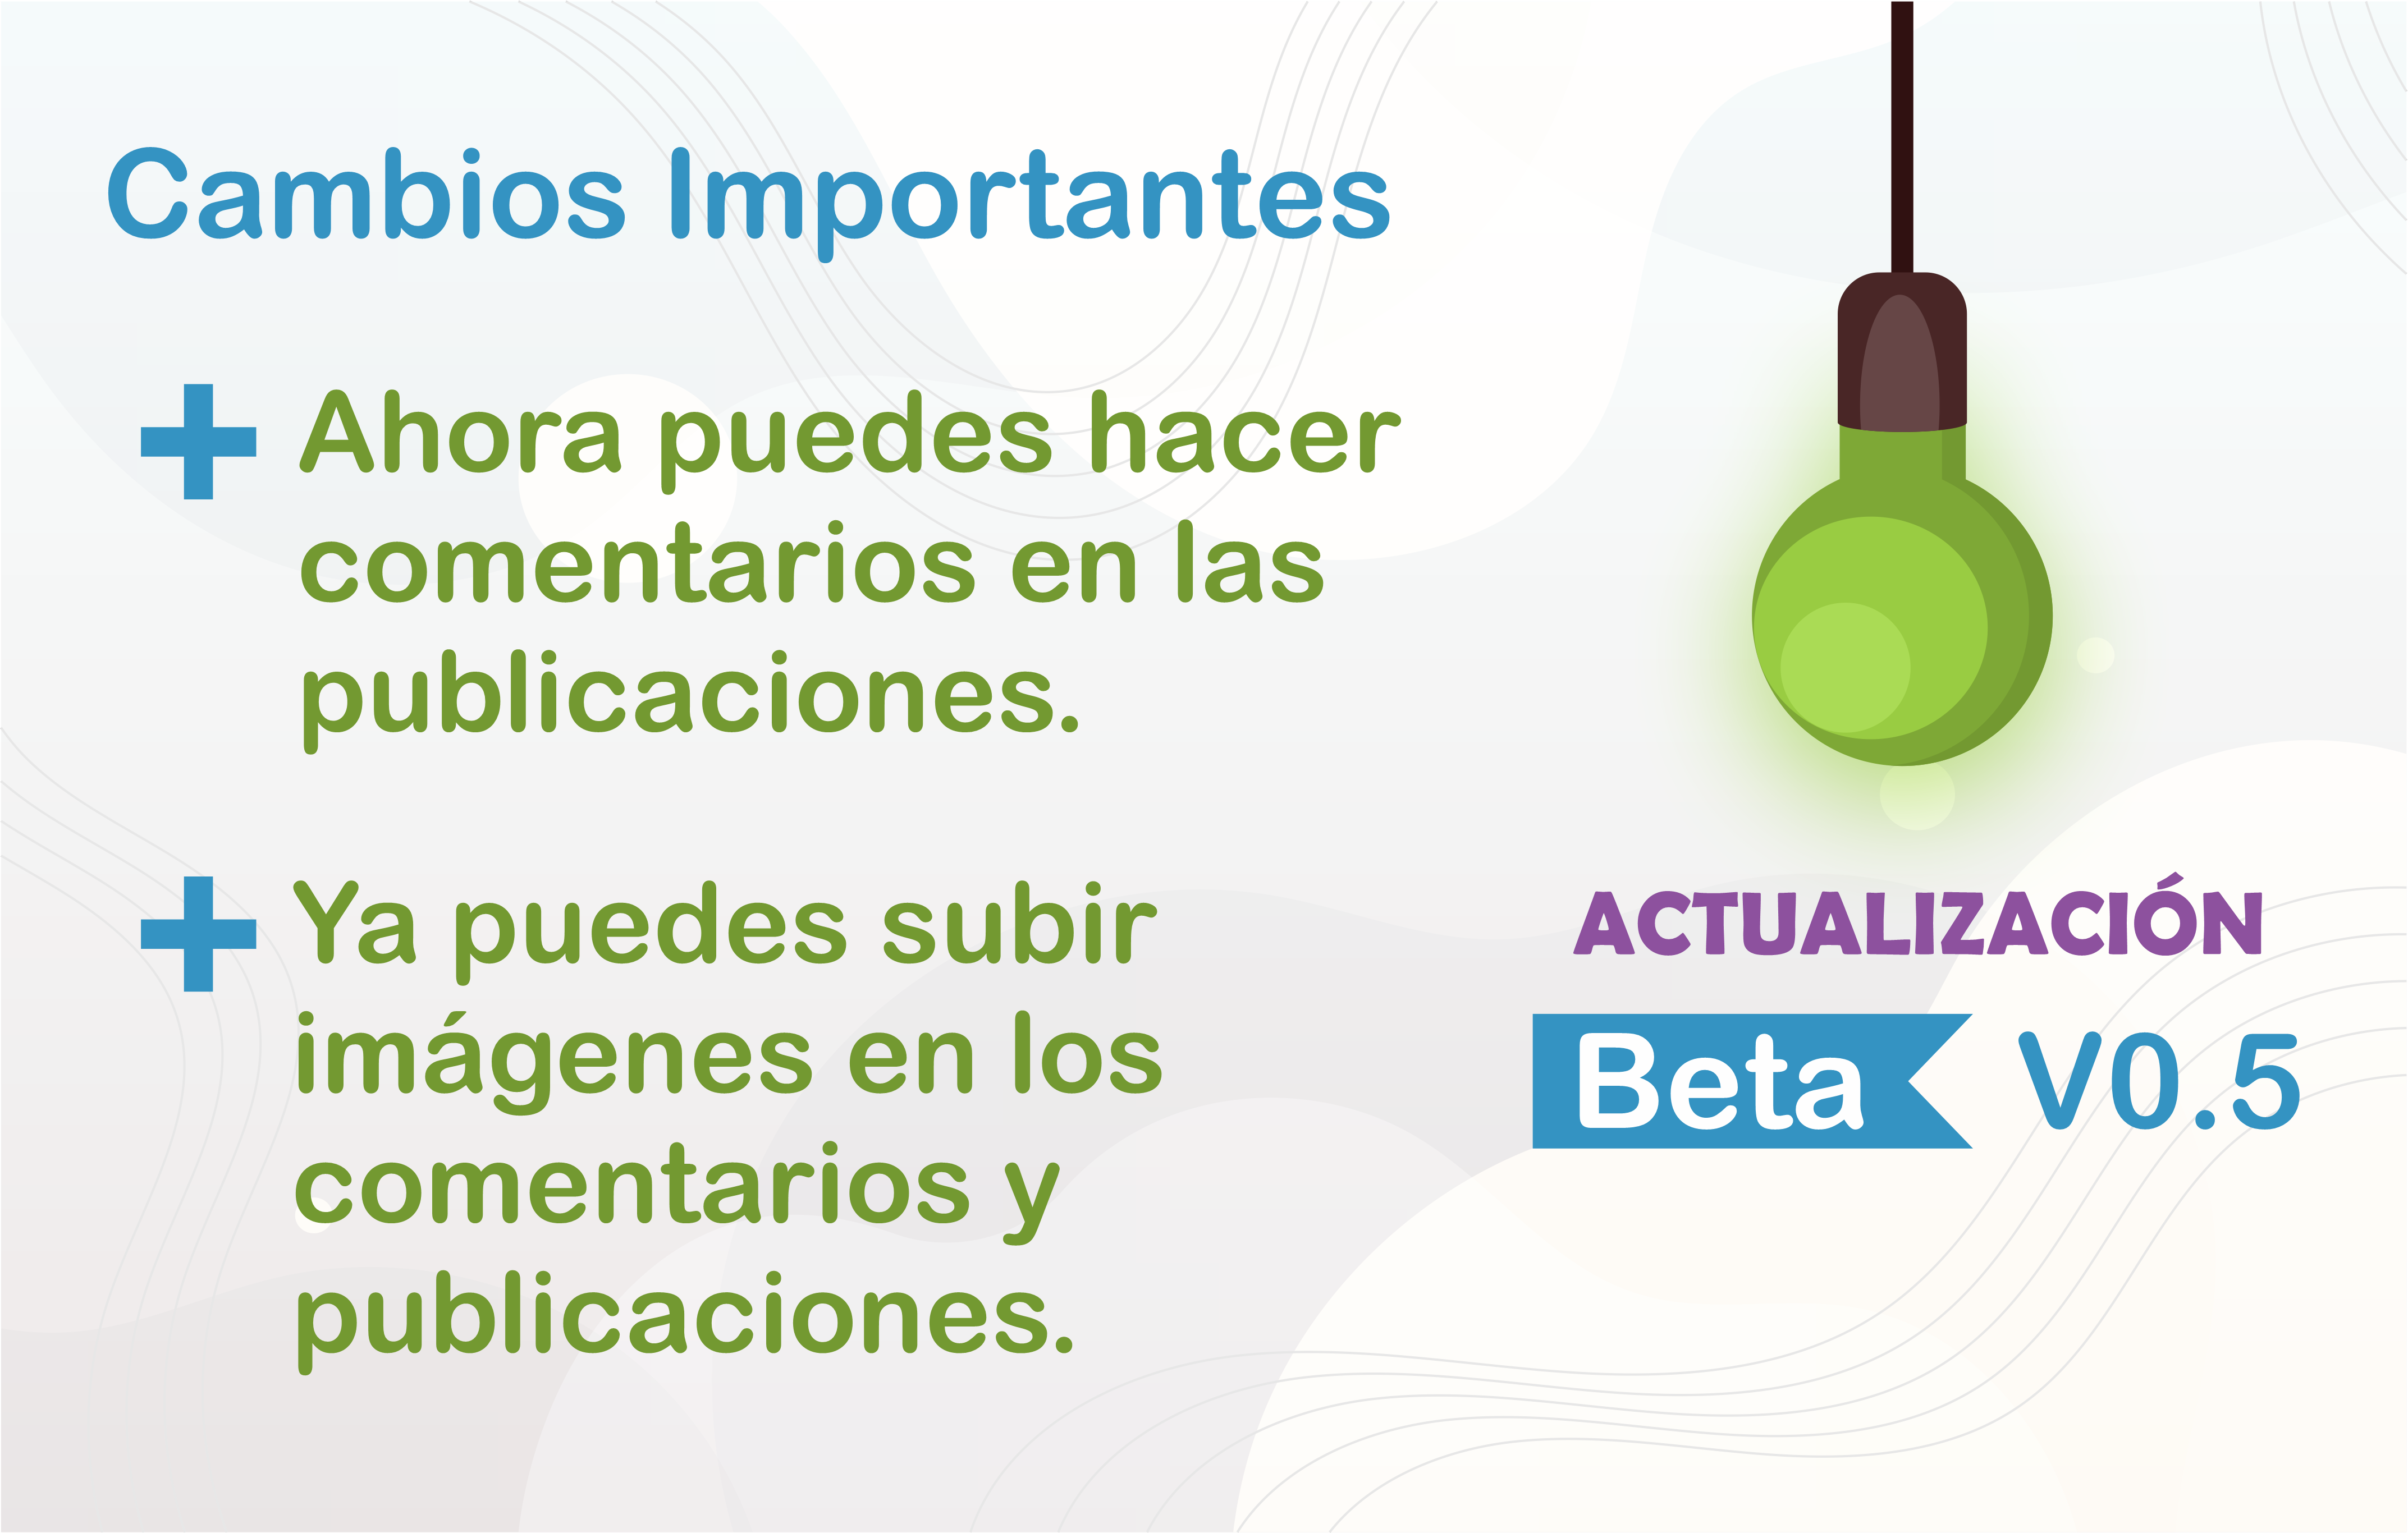 Cambios Importantes
+ Ahora puedes hacer
comentarios en las
publicaciones.
+ Ya puedes subir
imágenes en los
comentarios y
publicaciones.
ACTUALIZACIÓN
Beta V0.5